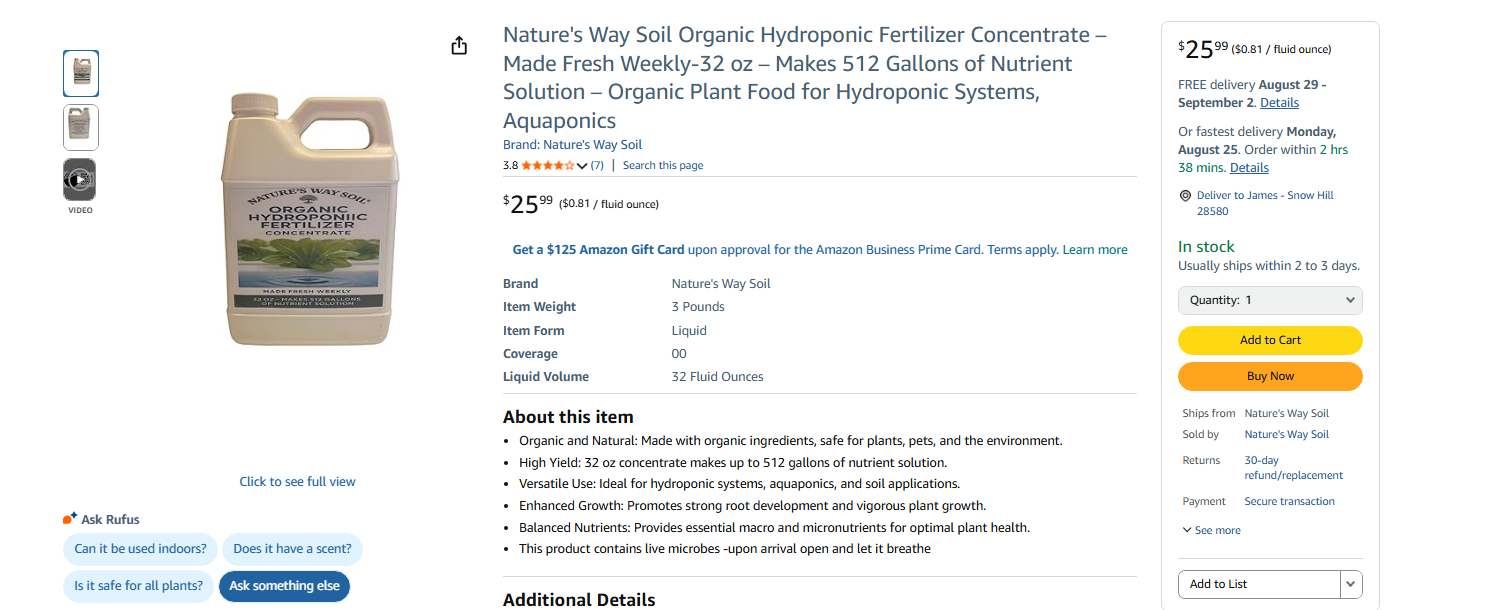 Nature's Way Soil Organic Hydroponic Fertilizer Concentrate –
Made Fresh Weekly-32 oz – Makes 512 Gallons of Nutrient
Solution – Organic Plant Food for Hydroponic Systems,
Aquaponics
Brand: Nature's Way Soil
3.8 (7) | Search this page
$25.99 ($0.81 / fluid ounce)
Get a $125 Amazon Gift Card upon approval for the Amazon Business Prime Card. Terms apply. Learn more
Brand Nature's Way Soil
Item Weight 3 Pounds
Item Form Liquid
Coverage 00
Liquid Volume 32 Fluid Ounces
About this item
• Organic and Natural: Made with organic ingredients, safe for plants, pets, and the environment.
• High Yield: 32 oz concentrate makes up to 512 gallons of nutrient solution.
• Versatile Use: Ideal for hydroponic systems, aquaponics, and soil applications.
• Enhanced Growth: Promotes strong root development and vigorous plant growth.
• Balanced Nutrients: Provides essential macro and micronutrients for optimal plant health.
• This product contains live microbes -upon arrival open and let it breathe
Additional Details
VIDEO
NATURE'S WAY SOIL®
ORGANIC
HYDROPONIIC
FERTILIZER
CONCENTRATE
MADE FRESH WEEKLY
32 OZ – MAKES 512 GALLONS
OF NUTRIENT SOLUTION
Click to see full view
Ask Rufus
Can it be used indoors? Does it have a scent?
Is it safe for all plants? Ask something else
$25.99 ($0.81 / fluid ounce)
FREE delivery August 29 -
September 2. Details
Or fastest delivery Monday,
August 25. Order within 2 hrs
38 mins. Details
Deliver to James - Snow Hill
28580
In stock
Usually ships within 2 to 3 days.
Quantity: 1
Add to Cart
Buy Now
Ships from Nature's Way Soil
Sold by Nature's Way Soil
Returns 30-day
refund/replacement
Payment Secure transaction
See more
Add to List